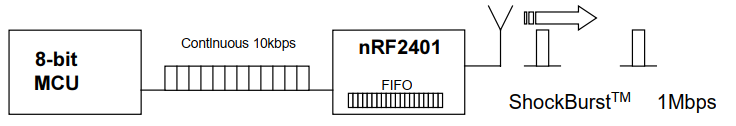 8-bit
MCU
Continuous 10kbps
nRF2401
FIFO
ShockBurst™ 1Mbps